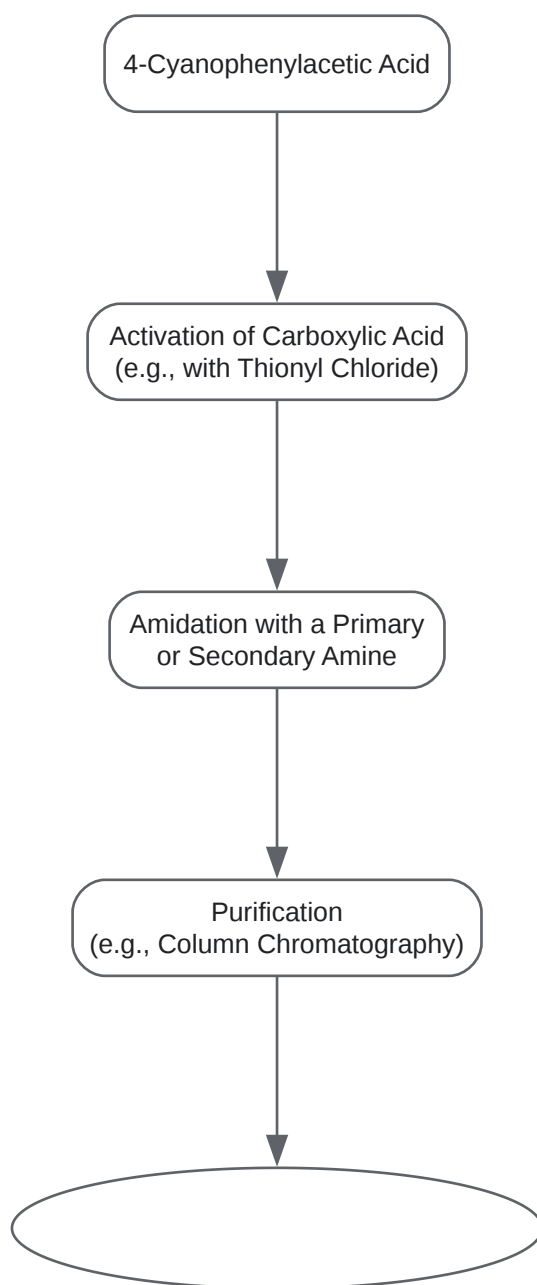 4-Cyanophenylacetic Acid
Activation of Carboxylic Acid
(e.g., with Thionyl Chloride)
Amidation with a Primary
or Secondary Amine
Purification
(e.g., Column Chromatography)